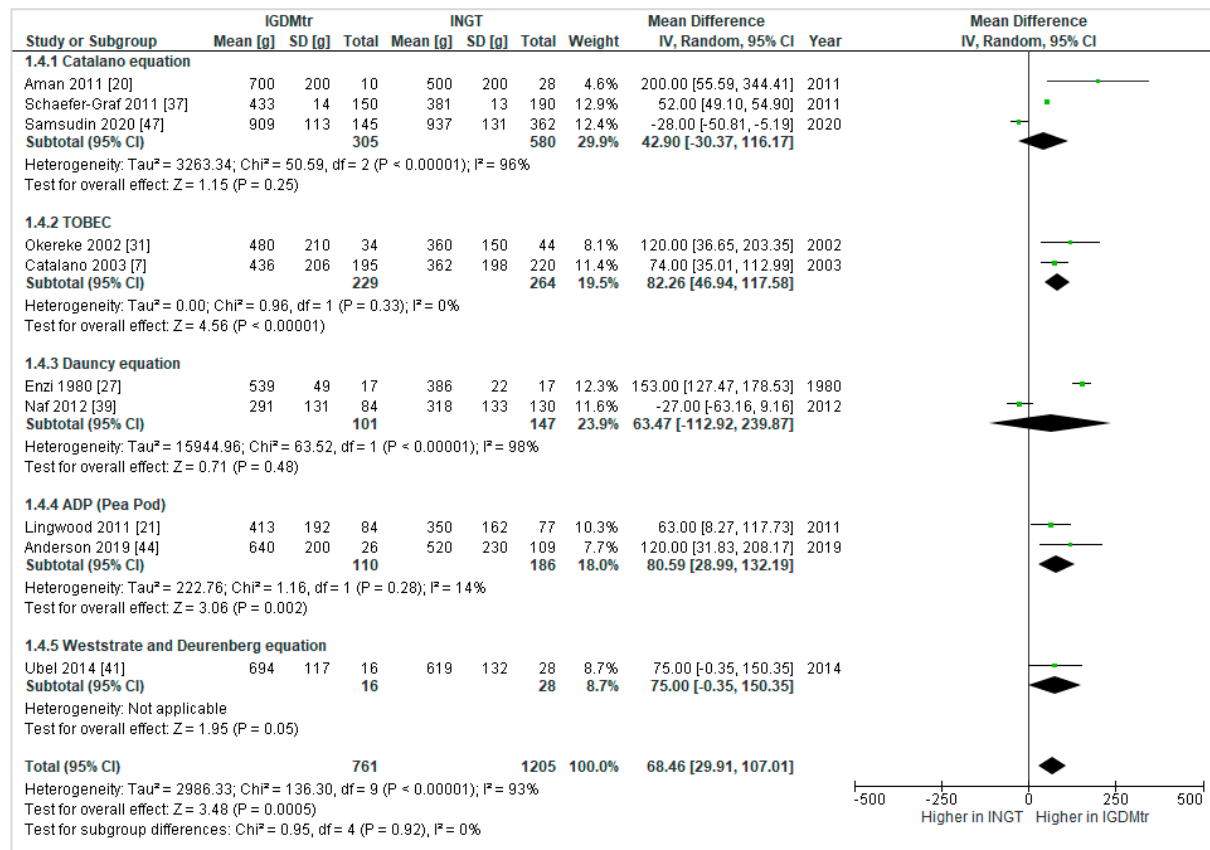 IGDMtr INGT Mean Difference Mean Difference
Study or Subgroup Mean [g] SD [g] Total Mean [g] SD [g] Total Weight IV, Random, 95% CI Year IV, Random, 95% CI
1.4.1 Catalano equation
Aman 2011 [20] 700 200 10 500 200 28 4.6% 200.00 [55.59, 344.41] 2011
Schaefer-Graf 2011 [37] 433 14 150 381 13 190 12.9% 52.00 [49.10, 54.90] 2011
Samsudin 2020 [47] 909 113 145 937 131 362 12.4% -28.00 [-50.81, -5.19] 2020
Subtotal (95% CI) 305 580 29.9% 42.90 [-30.37, 116.17]
Heterogeneity: Tau² = 3263.34; Chi² = 50.59, df = 2 (P < 0.00001); I² = 96%
Test for overall effect: Z = 1.15 (P = 0.25)
1.4.2 TOBEC
Okereke 2002 [31] 480 210 34 360 150 44 8.1% 120.00 [36.65, 203.35] 2002
Catalano 2003 [7] 436 206 195 362 198 220 11.4% 74.00 [35.01, 112.99] 2003
Subtotal (95% CI) 229 264 19.5% 82.26 [46.94, 117.58]
Heterogeneity: Tau² = 0.00; Chi² = 0.96, df = 1 (P = 0.33); I² = 0%
Test for overall effect: Z = 4.56 (P < 0.00001)
1.4.3 Dauncy equation
Enzi 1980 [27] 539 49 17 386 22 17 12.3% 153.00 [127.47, 178.53] 1980
Naf 2012 [39] 291 131 84 318 133 130 11.6% -27.00 [-63.16, 9.16] 2012
Subtotal (95% CI) 101 147 23.9% 63.47 [-112.92, 239.87]
Heterogeneity: Tau² = 15944.96; Chi² = 63.52, df = 1 (P < 0.00001); I² = 98%
Test for overall effect: Z = 0.71 (P = 0.48)
1.4.4 ADP (Pea Pod)
Lingwood 2011 [21] 413 192 84 350 162 77 10.3% 63.00 [8.27, 117.73] 2011
Anderson 2019 [44] 640 200 26 520 230 109 7.7% 120.00 [31.83, 208.17] 2019
Subtotal (95% CI) 110 186 18.0% 80.59 [28.99, 132.19]
Heterogeneity: Tau² = 222.76; Chi² = 1.16, df = 1 (P = 0.28); I² = 14%
Test for overall effect: Z = 3.06 (P = 0.002)
1.4.5 Weststrate and Deurenberg equation
Ubel 2014 [41] 694 117 16 619 132 28 8.7% 75.00 [-0.35, 150.35] 2014
Subtotal (95% CI) 16 28 8.7% 75.00 [-0.35, 150.35]
Heterogeneity: Not applicable
Test for overall effect: Z = 1.95 (P = 0.05)
Total (95% CI) 761 1205 100.0% 68.46 [29.91, 107.01]
Heterogeneity: Tau² = 2986.33; Chi² = 136.30, df = 9 (P < 0.00001); I² = 93%
Test for overall effect: Z = 3.48 (P = 0.0005)
Test for subgroup differences: Chi² = 0.95, df = 4 (P = 0.92), I² = 0%
-500 -250 0 250 500
Higher in INGT Higher in IGDMtr